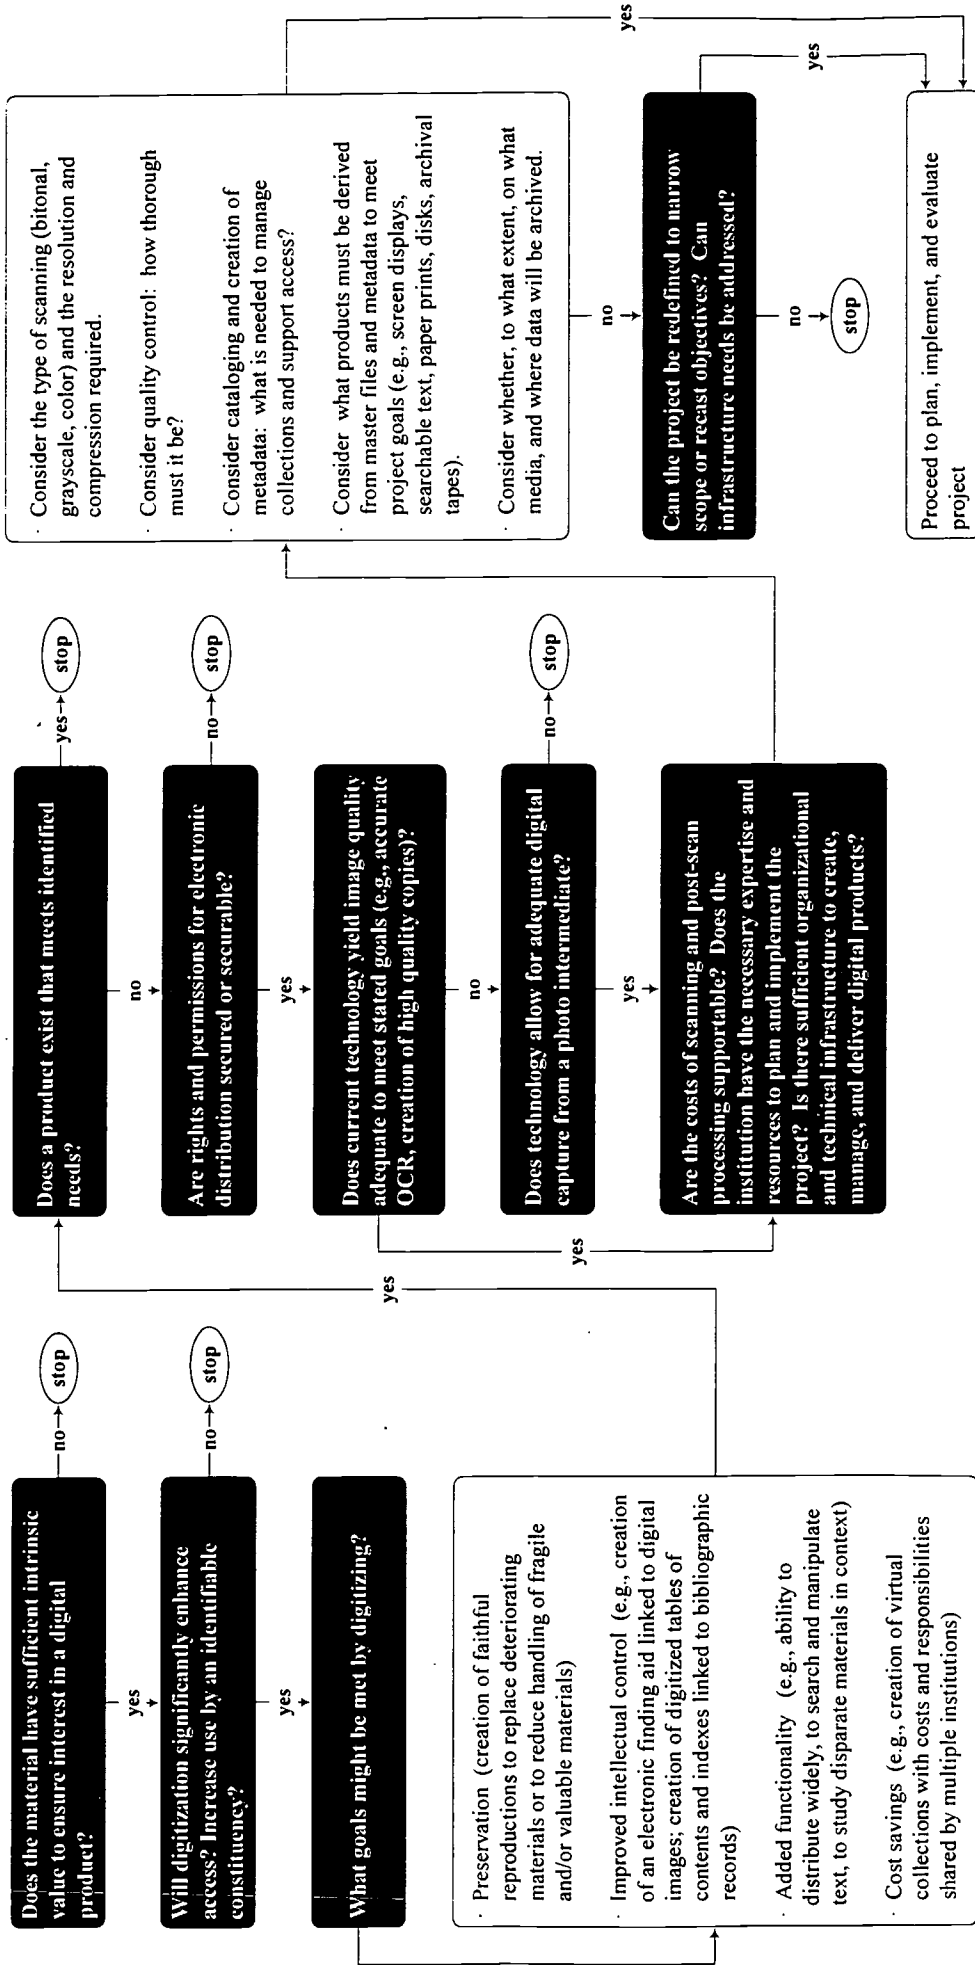 Does the material have sufficient intrinsic
value to ensure interest in a digital
product?
no
stop
yes
Will digitization significantly enhance
access? Increase use by an identifiable
constituency?
no
stop
yes
What goals might be met by digitizing?
· Preservation (creation of faithful
reproductions to replace deteriorating
materials or to reduce handling of fragile
and/or valuable materials)
· Improved intellectual control (e.g., creation
of an electronic finding aid linked to digital
images; creation of digitized tables of
contents and indexes linked to bibliographic
records)
· Added functionality (e.g., ability to
distribute widely, to search and manipulate
text, to study disparate materials in context)
· Cost savings (e.g., creation of virtual
collections with costs and responsibilities
shared by multiple institutions)
yes
Does a product exist that meets identified
needs?
yes
stop
no
Are rights and permissions for electronic
distribution secured or securable?
no
stop
yes
Does current technology yield image quality
adequate to meet stated goals (e.g., accurate
OCR, creation of high quality copies)?
no
yes
Does technology allow for adequate digital
capture from a photo intermediate?
no
stop
yes
Are the costs of scanning and post-scan
processing supportable? Does the
institution have the necessary expertise and
resources to plan and implement the
project? Is there sufficient organizational
and technical infrastructure to create,
manage, and deliver digital products?
· Consider the type of scanning (bitonal,
grayscale, color) and the resolution and
compression required.
· Consider quality control: how thorough
must it be?
· Consider cataloging and creation of
metadata: what is needed to manage
collections and support access?
· Consider what products must be derived
from master files and metadata to meet
project goals (e.g., screen displays,
searchable text, paper prints, disks, archival
tapes).
· Consider whether, to what extent, on what
media, and where data will be archived.
yes
no
Can the project be redefined to narrow
scope or recast objectives? Can
infrastructure needs be addressed?
yes
no
stop
Proceed to plan, implement, and evaluate
project